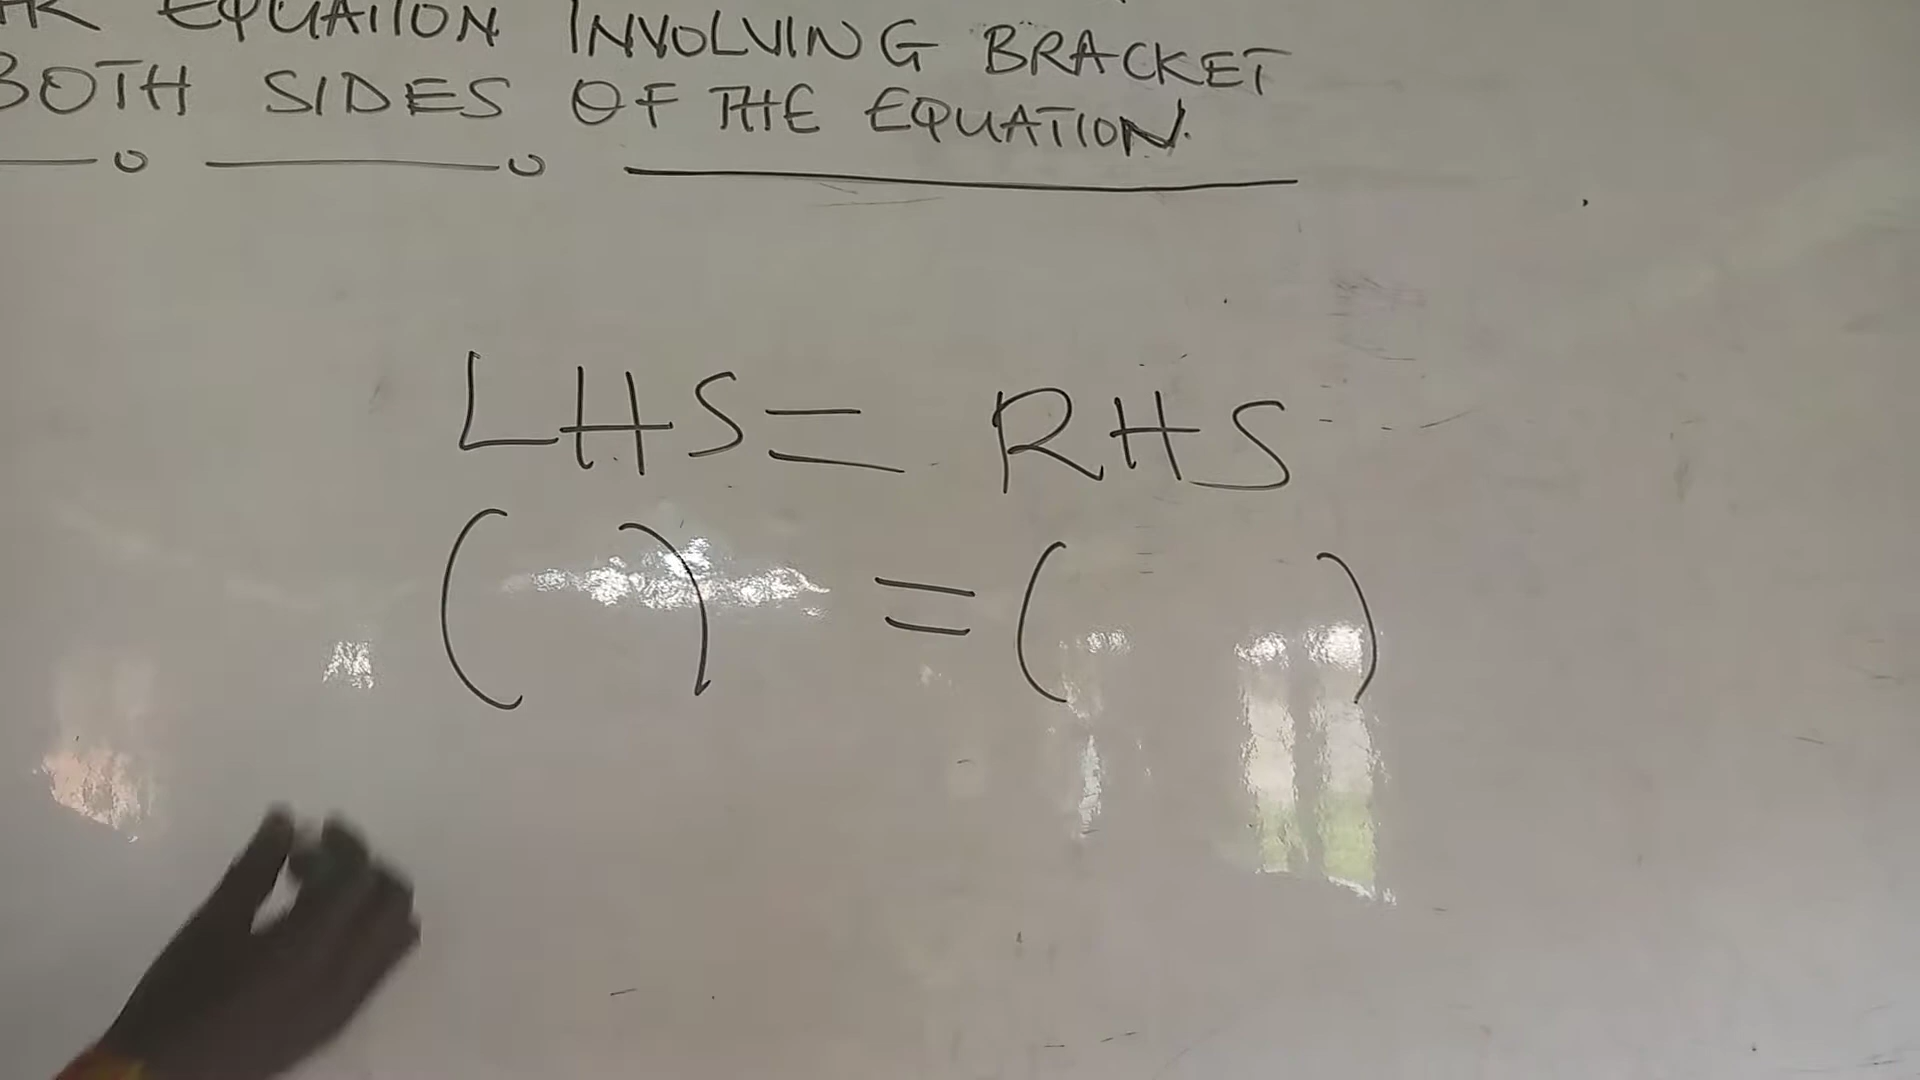 EQUATION INVOLVING BRACKET
BOTH SIDES OF THE EQUATION.
LHS = RHS
( ) = ( )